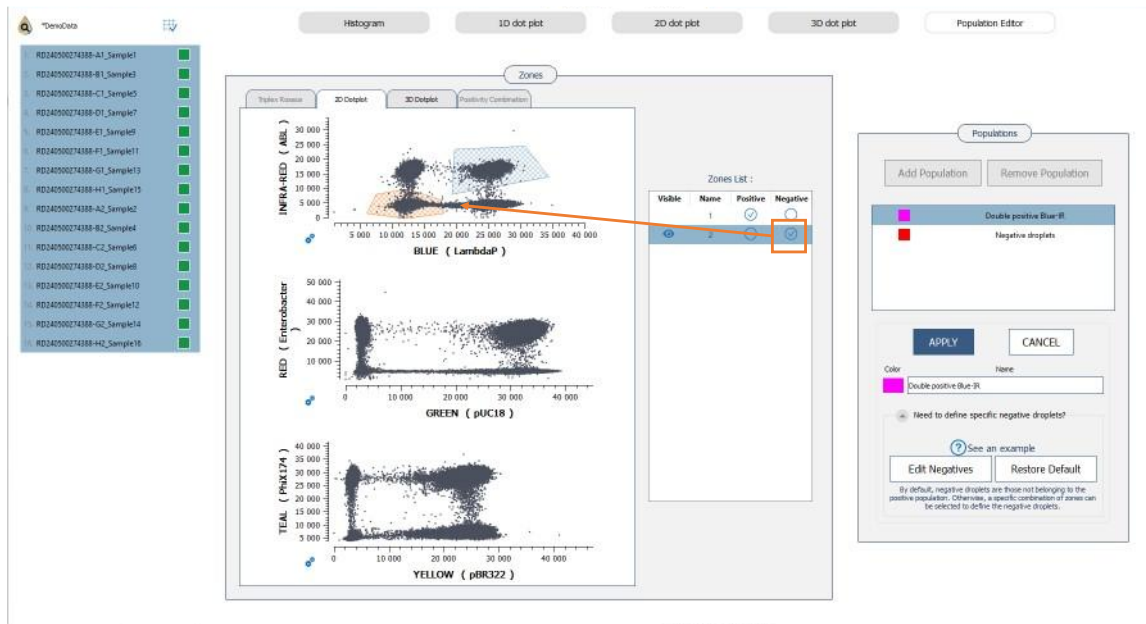 *DemoData
Histogram
1D dot plot
2D dot plot
3D dot plot
Population Editor
RD240500274388-A1_Sample1
RD240500274388-B1_Sample3
RD240500274388-C1_Sample5
RD240500274388-D1_Sample7
RD240500274388-E1_Sample9
RD240500274388-F1_Sample11
RD240500274388-G1_Sample13
RD240500274388-H1_Sample15
RD240500274388-A2_Sample2
RD240500274388-B2_Sample4
RD240500274388-C2_Sample6
RD240500274388-D2_Sample8
RD240500274388-E2_Sample10
RD240500274388-F2_Sample12
RD240500274388-G2_Sample14
RD240500274388-H2_Sample16
Zones
2D Dotplot
3D Dotplot
Positivity Combination
INFRA-RED ( ABL )
30 000
25 000
20 000
15 000
10 000
5 000
0
5 000 10 000 15 000 20 000 25 000 30 000 35 000 40 000
BLUE ( LambdaP )
RED ( Enterobacter )
50 000
40 000
30 000
20 000
10 000
0 10 000 20 000 30 000 40 000
GREEN ( pUC18 )
TEAL ( PhiX174 )
40 000
35 000
30 000
25 000
20 000
15 000
10 000
5 000
0 10 000 20 000 30 000 40 000
YELLOW ( pBR322 )
Zones List :
Visible Name Positive Negative
1
2
Populations
Add Population
Remove Population
Double positive Blue-IR
Negative droplets
APPLY
CANCEL
Color Name
Double positive Blue-IR
Need to define specific negative droplets?
? See an example
Edit Negatives
Restore Default
By default, negative droplets are those not belonging to the
positive population. Otherwise, a specific combination of zones can
be selected to define the negative droplets.